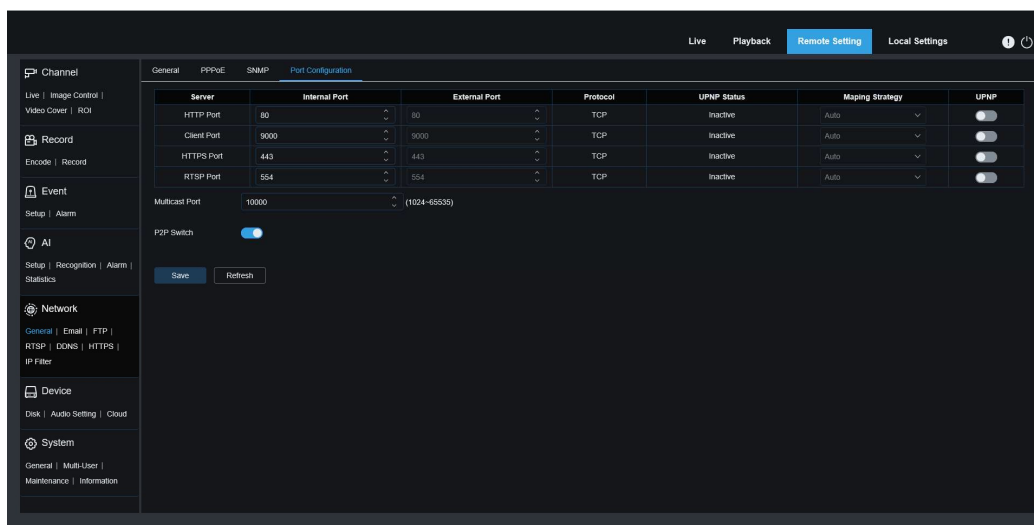 Live Playback Remote Setting Local Settings
Channel
Live | Image Control |
Video Cover | ROI
Record
Encode | Record
Event
Setup | Alarm
AI
Setup | Recognition | Alarm |
Statistics
Network
General | Email | FTP |
RTSP | DDNS | HTTPS |
IP Filter
Device
Disk | Audio Setting | Cloud
System
General | Multi-User |
Maintenance | Information
General PPPoE SNMP Port Configuration
Server Internal Port External Port Protocol UPNP Status Maping Strategy UPNP
HTTP Port 80 80 TCP Inactive Auto
Client Port 9000 9000 TCP Inactive Auto
HTTPS Port 443 443 TCP Inactive Auto
RTSP Port 554 554 TCP Inactive Auto
Multicast Port 10000 (1024~65535)
P2P Switch
Save Refresh